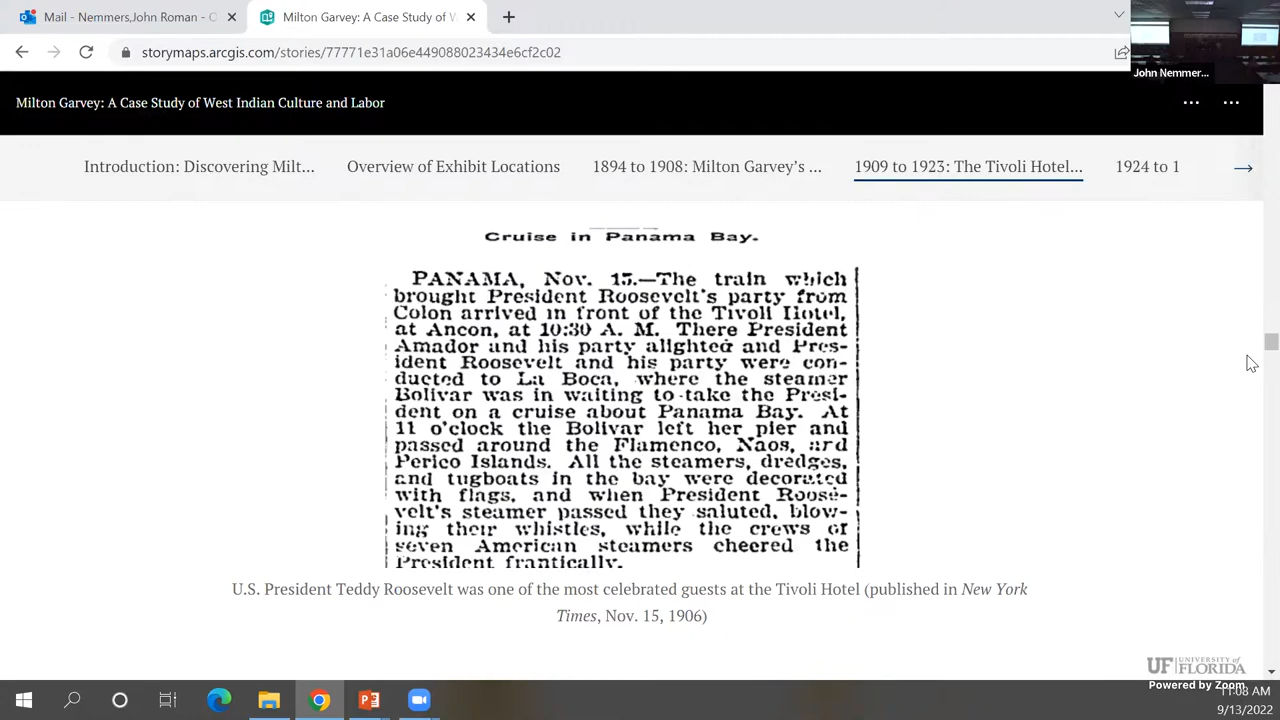 Mail - Nemmers,John Roman - O
Milton Garvey: A Case Study of W
storymaps.arcgis.com/stories/77771e31a06e449088023434e6cf2c02
John Nemmer...
Milton Garvey: A Case Study of West Indian Culture and Labor
Introduction: Discovering Milt...
Overview of Exhibit Locations
1894 to 1908: Milton Garvey's ...
1909 to 1923: The Tivoli Hotel...
1924 to 1
Cruise in Panama Bay.
PANAMA, Nov. 15.—The train which
brought President Roosevelt's party from
Colon arrived in front of the Tivoli Hotel,
at Ancon, at 10:30 A. M. There President
Amador and his party alighted and Pres-
ident Roosevelt and his party were con-
ducted to La Boca, where the steamer
Bolivar was in waiting to take the Presi-
dent on a cruise about Panama Bay. At
11 o'clock the Bolivar left her pier and
passed around the Flamenco, Naos, and
Perico Islands. All the steamers, dredges,
and tugboats in the bay were decorated
with flags, and when President Roose-
velt's steamer passed they saluted, blow-
ing their whistles, while the crews of
seven American steamers cheered the
President frantically.
U.S. President Teddy Roosevelt was one of the most celebrated guests at the Tivoli Hotel (published in New York
Times, Nov. 15, 1906)
UF UNIVERSITY of
FLORIDA
Powered by Zoom
11:08 AM
9/13/2022